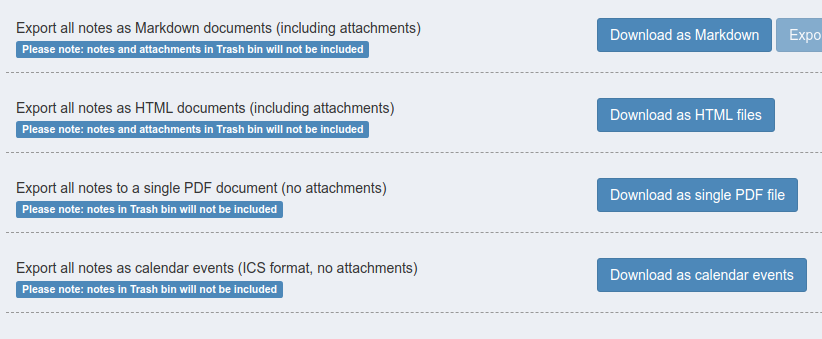 Export all notes as Markdown documents (including attachments)
Please note: notes and attachments in Trash bin will not be included
Download as Markdown
Expo
Export all notes as HTML documents (including attachments)
Please note: notes and attachments in Trash bin will not be included
Download as HTML files
Export all notes to a single PDF document (no attachments)
Please note: notes in Trash bin will not be included
Download as single PDF file
Export all notes as calendar events (ICS format, no attachments)
Please note: notes in Trash bin will not be included
Download as calendar events